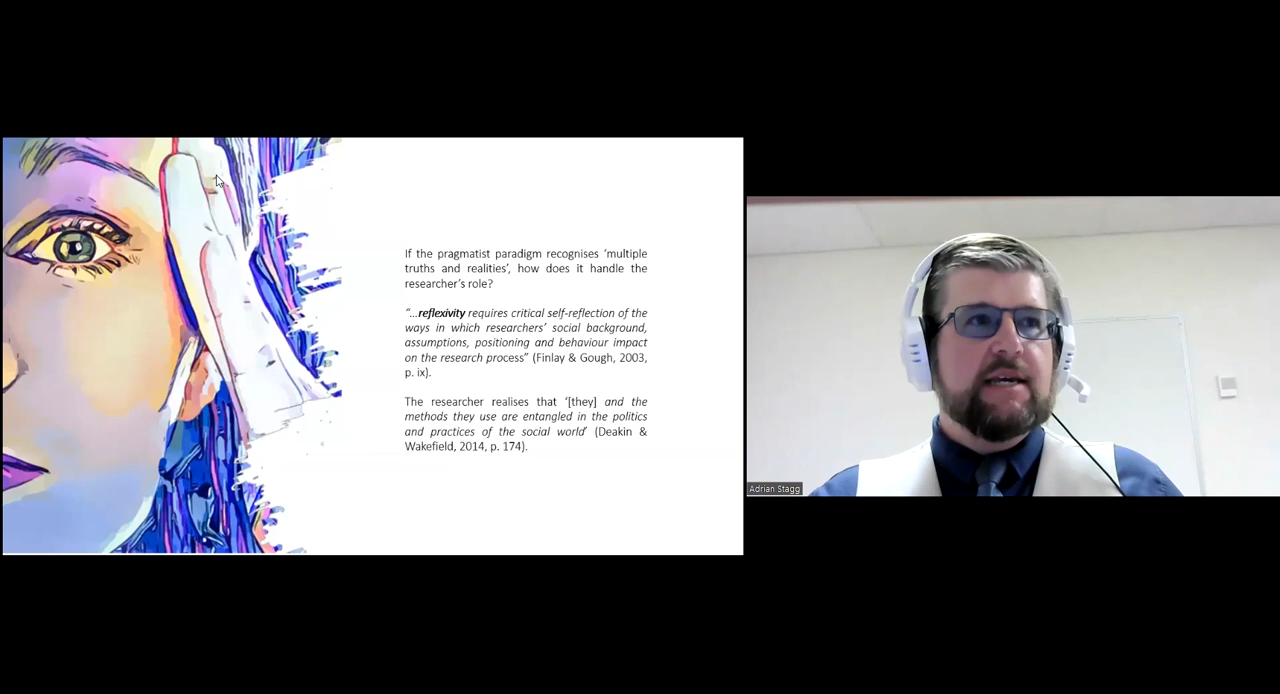 If the pragmatist paradigm recognises ‘multiple
truths and realities’, how does it handle the
researcher’s role?
“…reflexivity requires critical self-reflection of the
ways in which researchers’ social background,
assumptions, positioning and behaviour impact
on the research process” (Finlay & Gough, 2003,
p. ix).
The researcher realises that ‘[they] and the
methods they use are entangled in the politics
and practices of the social world’ (Deakin &
Wakefield, 2014, p. 174).
Adrian Stagg